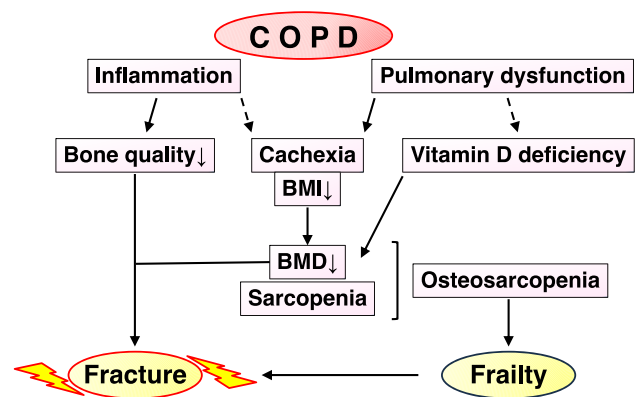 C O P D
Inflammation
Pulmonary dysfunction
Bone quality↓
Cachexia
Vitamin D deficiency
BMI↓
BMD↓
Sarcopenia
Osteosarcopenia
Fracture
Frailty